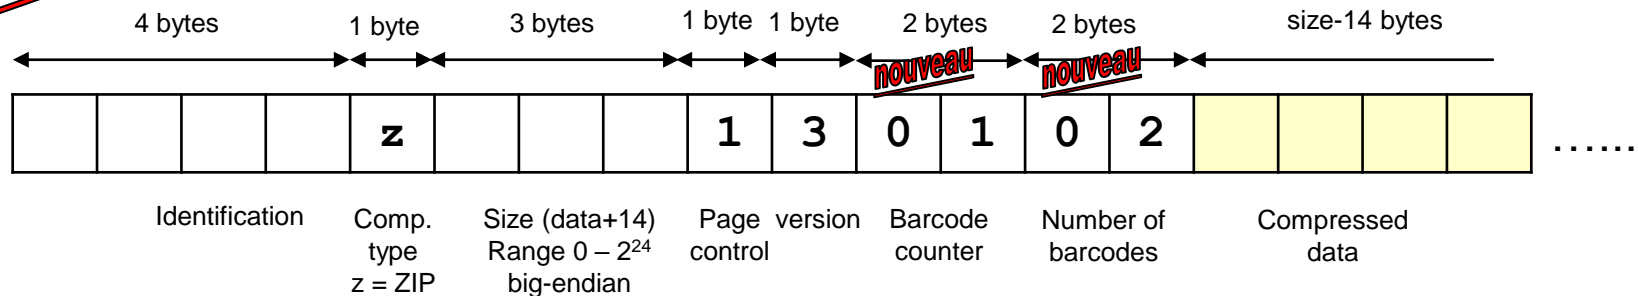 4 bytes 1 byte 3 bytes 1 byte 1 byte 2 bytes 2 bytes size-14 bytes
nouveau nouveau
z 1 3 0 1 0 2 ......
Identification Comp. Size (data+14) Page version Barcode Number of Compressed
type Range 0 – 2²⁴ control counter barcodes data
z = ZIP big-endian